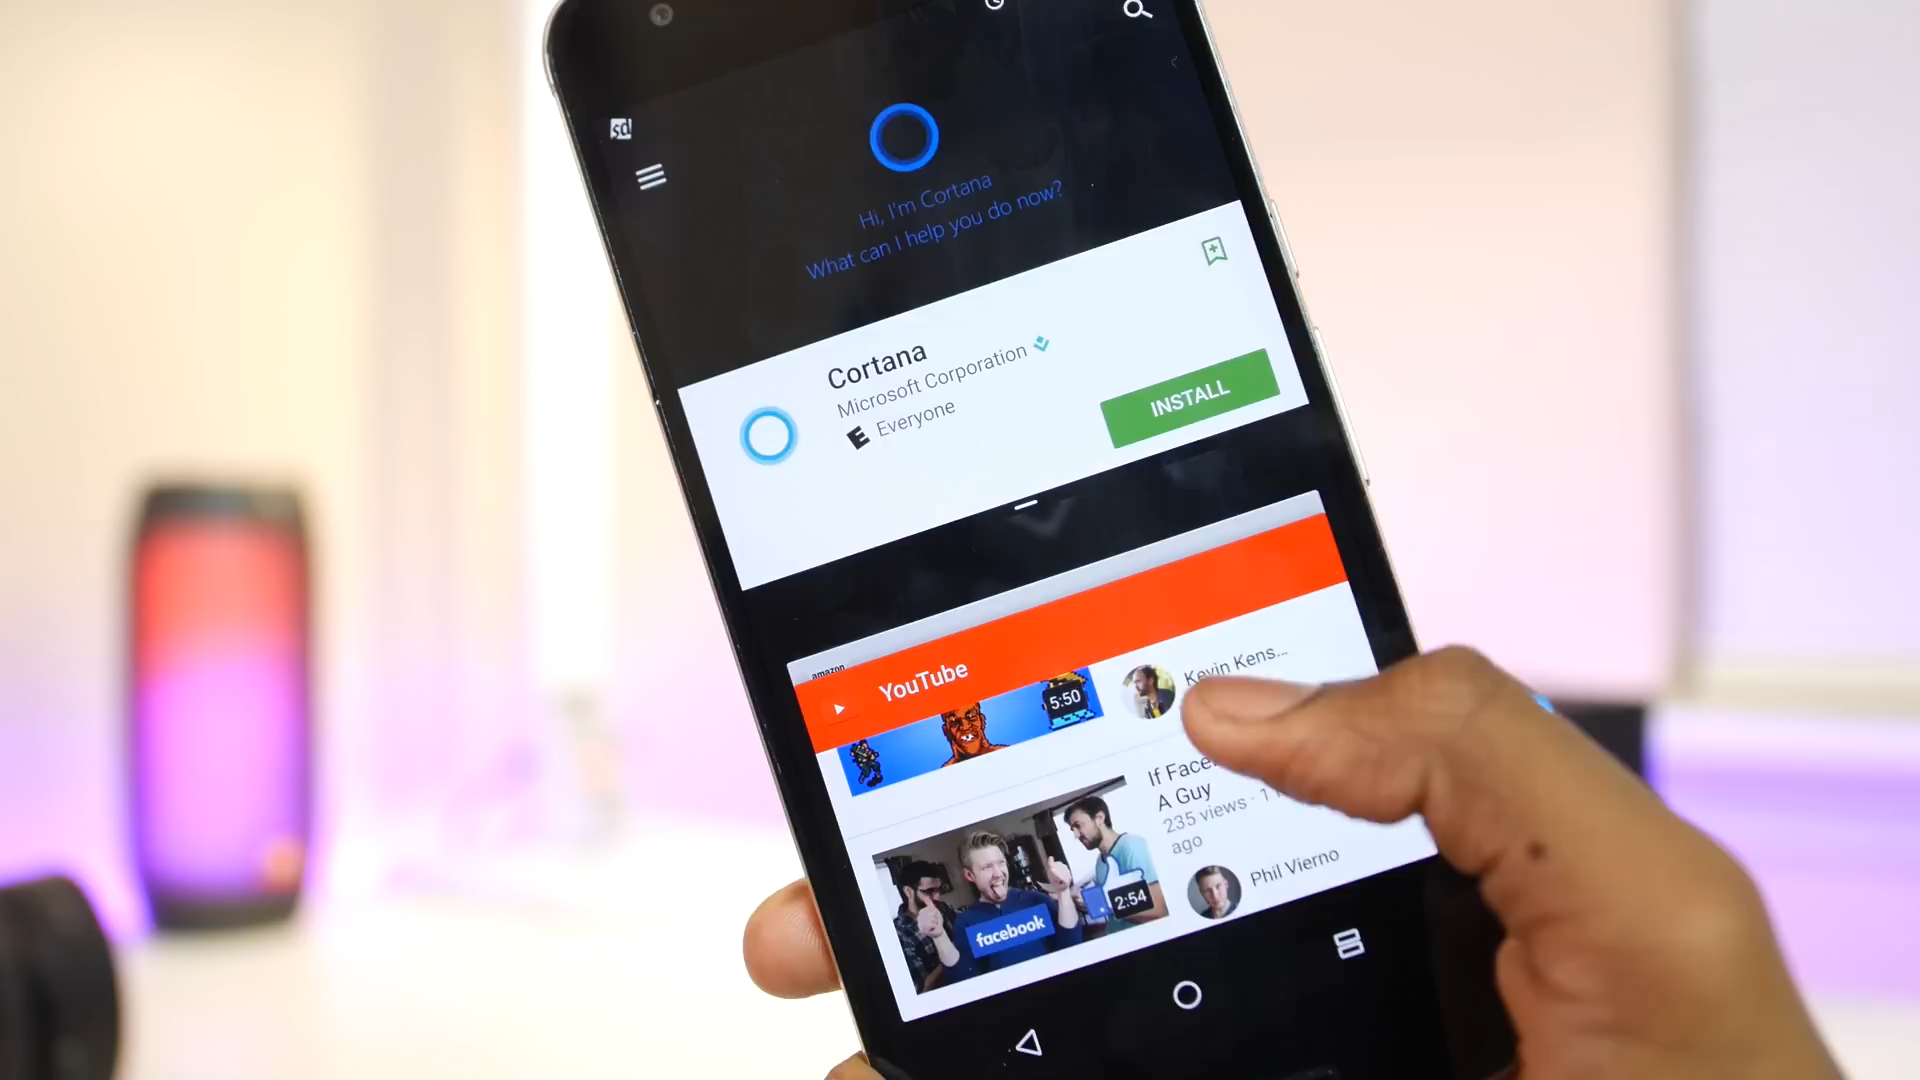 sd
Hi, I'm Cortana
What can I help you do now?
Cortana
Microsoft Corporation
E Everyone
INSTALL
amazon
YouTube
5:50
Kevin Kens...
If Face
A Guy
235 views · 1
ago
facebook
2:54
Phil Vierno